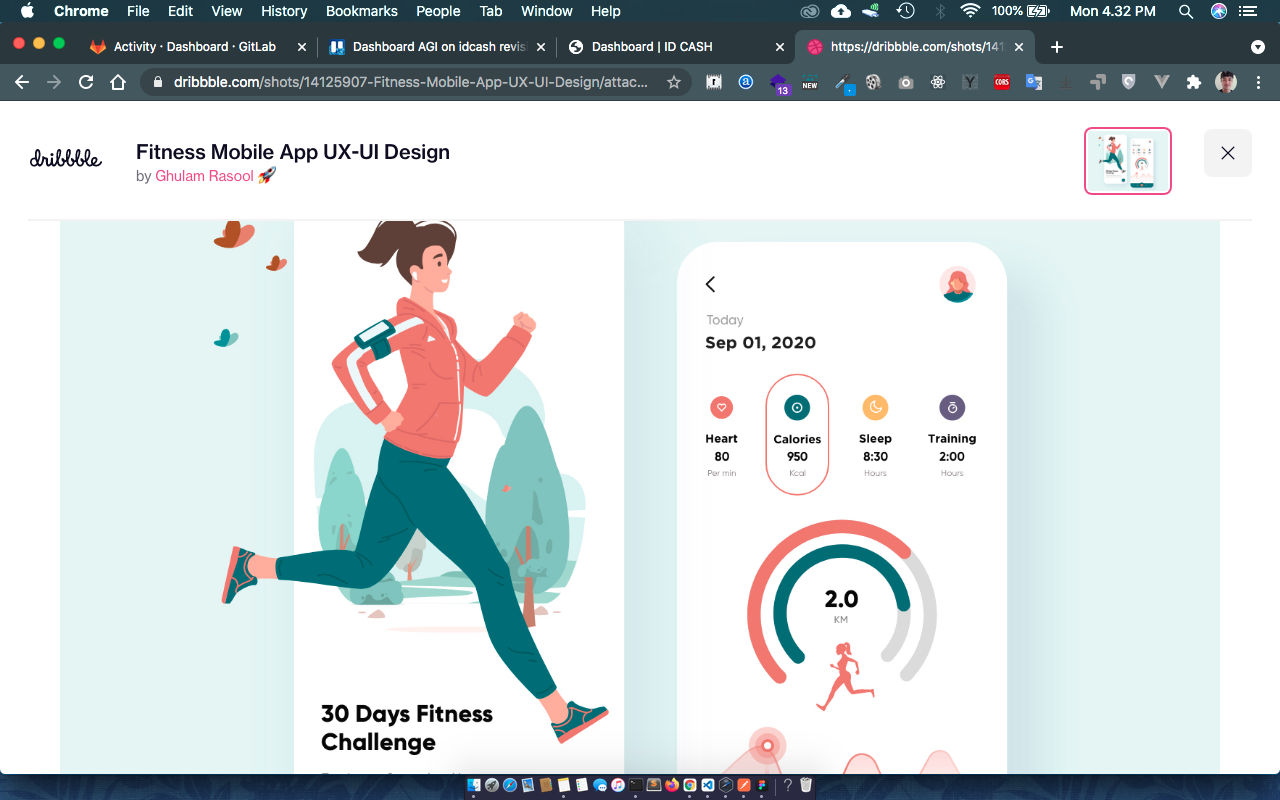 Chrome File Edit View History Bookmarks People Tab Window Help 100% Mon 4.32 PM
Activity · Dashboard · GitLab
Dashboard AGI on idcash revis
Dashboard | ID CASH
https://dribbble.com/shots/141
dribbble.com/shots/14125907-Fitness-Mobile-App-UX-UI-Design/attac...
13
NEW
CORS
dribbble
Fitness Mobile App UX-UI Design
by Ghulam Rasool
30 Days Fitness
Challenge
Today
Sep 01, 2020
Heart
80
Per min
Calories
950
Kcal
Sleep
8:30
Hours
Training
2:00
Hours
2.0
KM